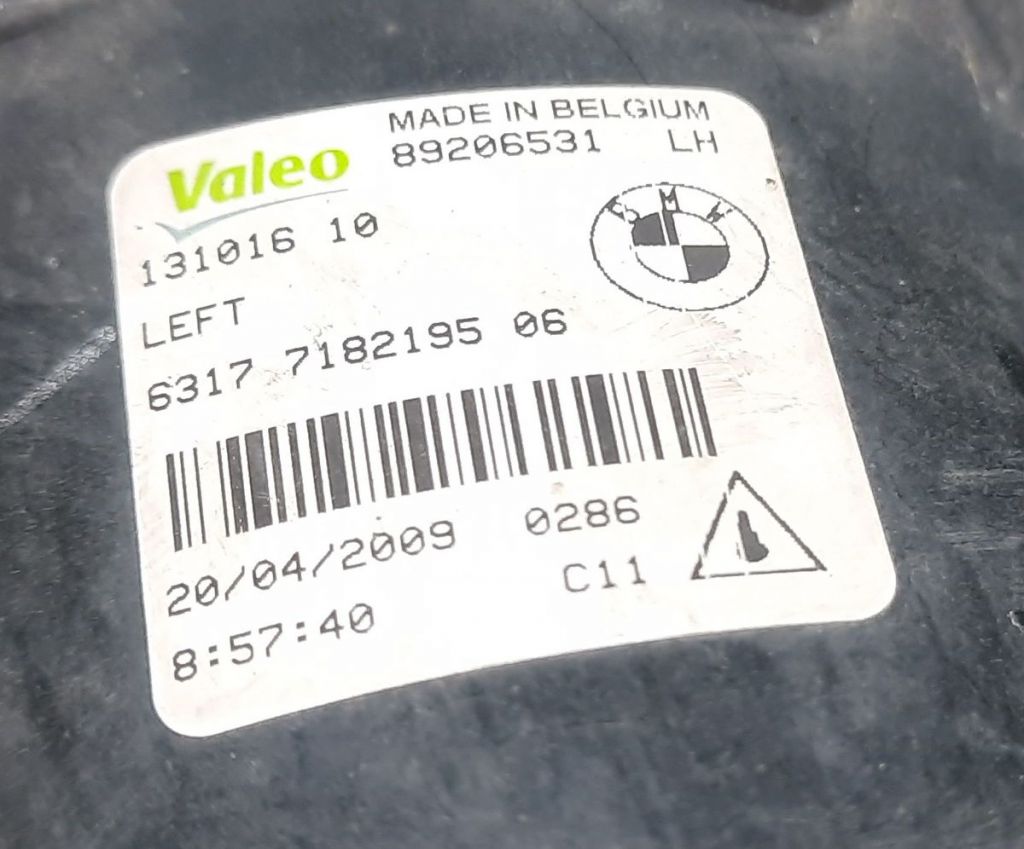 MADE IN BELGIUM
Valeo 89206531 LH
BMW
131016 10
LEFT
6317 7182195 06
20/04/2009 0286
C11
8:57:40